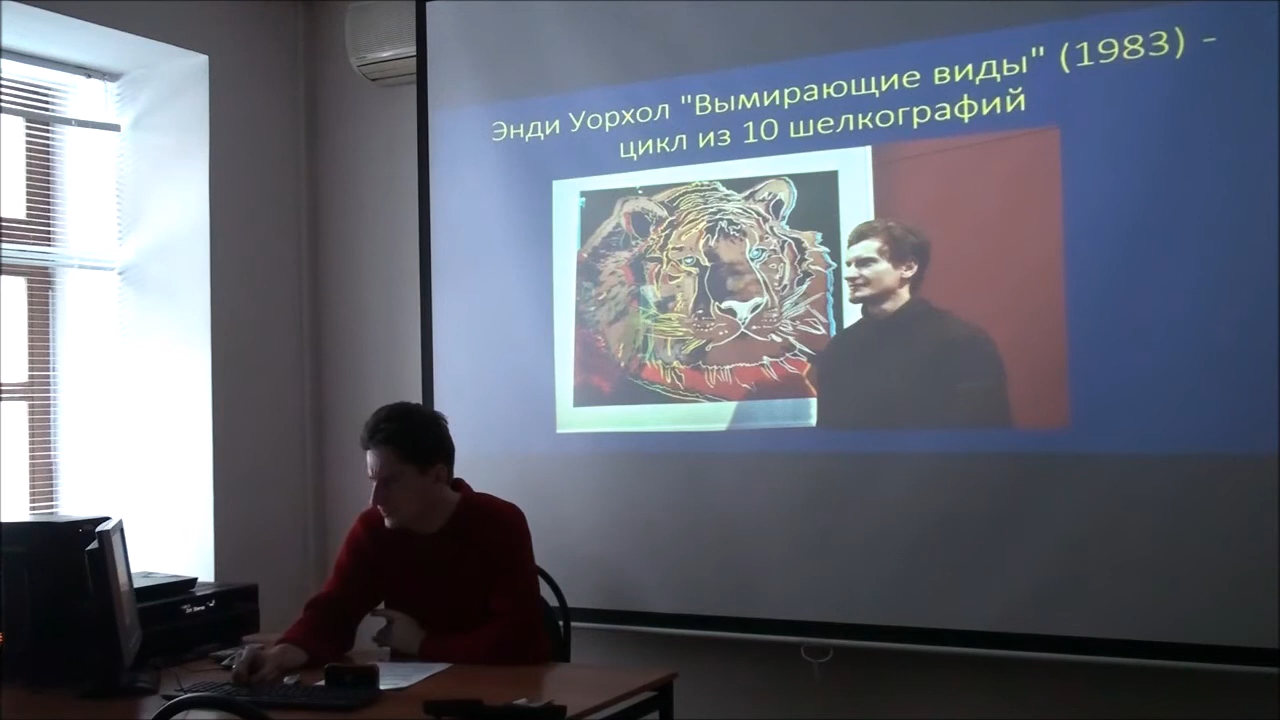 Энди Уорхол "Вымирающие виды" (1983) -
цикл из 10 шелкографий